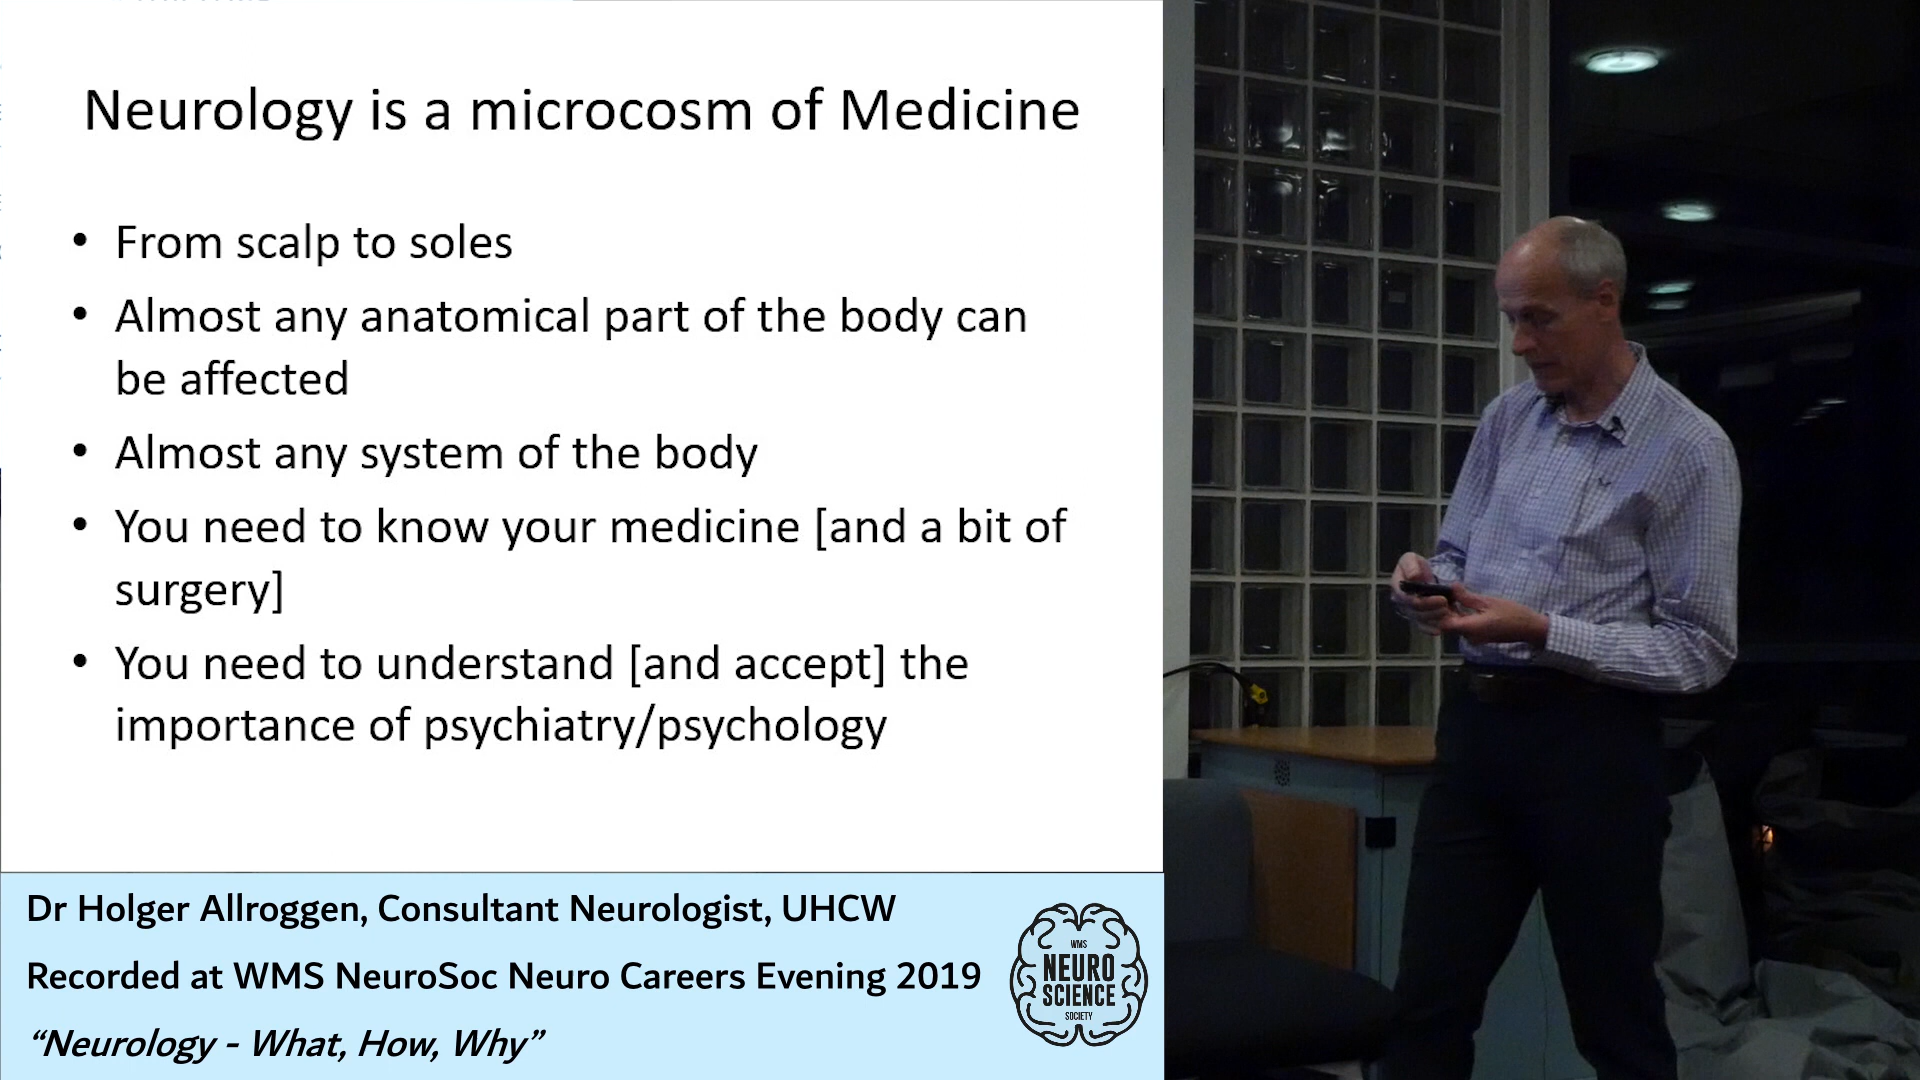 Neurology is a microcosm of Medicine
• From scalp to soles
• Almost any anatomical part of the body can
be affected
• Almost any system of the body
• You need to know your medicine [and a bit of
surgery]
• You need to understand [and accept] the
importance of psychiatry/psychology
Dr Holger Allroggen, Consultant Neurologist, UHCW
Recorded at WMS NeuroSoc Neuro Careers Evening 2019
“Neurology - What, How, Why”
WMS
NEURO
SCIENCE
SOCIETY